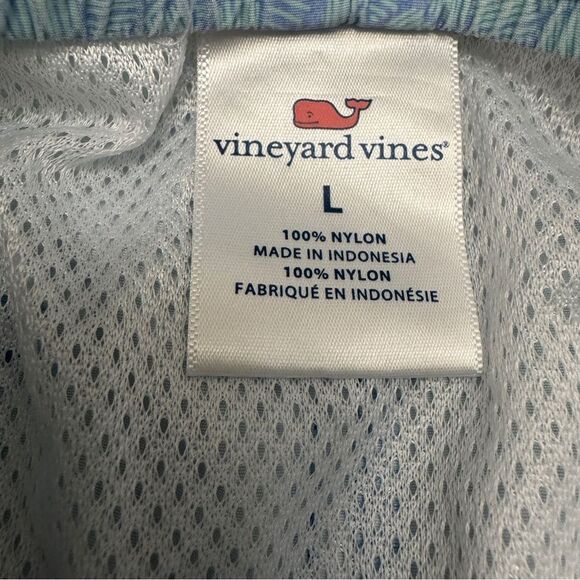 vineyard vines®
L
100% NYLON
MADE IN INDONESIA
100% NYLON
FABRIQUÉ EN INDONÉSIE